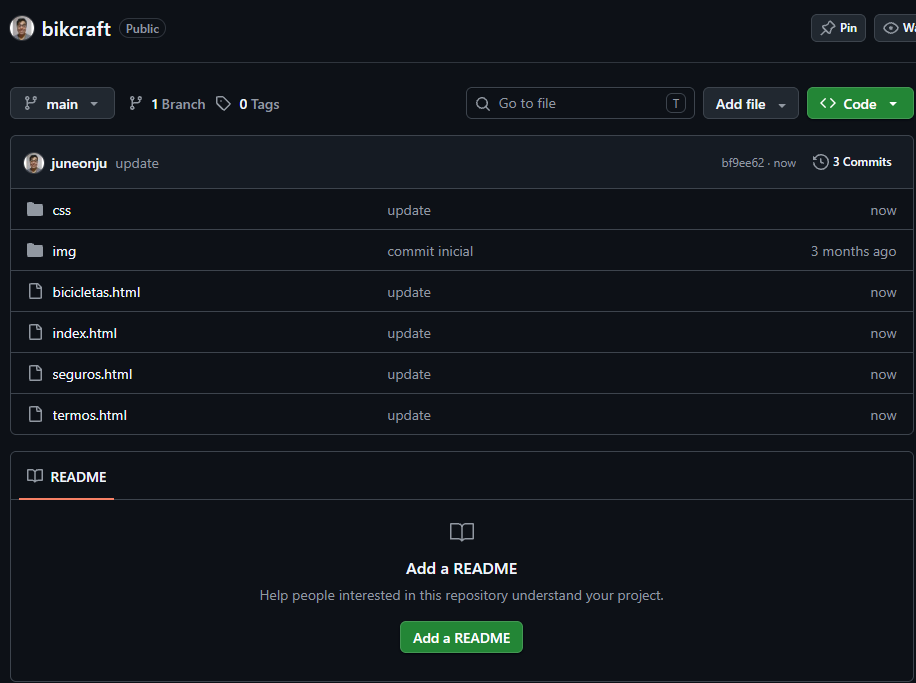 bikcraft Public Pin
main 1 Branch 0 Tags Go to file T Add file Code
juneonju update bf9ee62 · now 3 Commits
css update now
img commit inicial 3 months ago
bicicletas.html update now
index.html update now
seguros.html update now
termos.html update now
README
Add a README
Help people interested in this repository understand your project.
Add a README